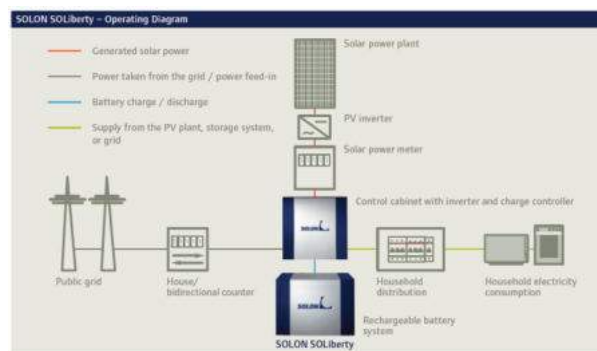 SOLON SOLiberty – Operating Diagram
Generated solar power
Power taken from the grid / power feed-in
Battery charge / discharge
Supply from the PV plant, storage system,
or grid
Solar power plant
PV inverter
Solar power meter
Control cabinet with inverter and charge controller
SOLON
Public grid
House/
bidirectional counter
Household
distribution
Household electricity
consumption
SOLON
Rechargeable battery
system
SOLON SOLiberty